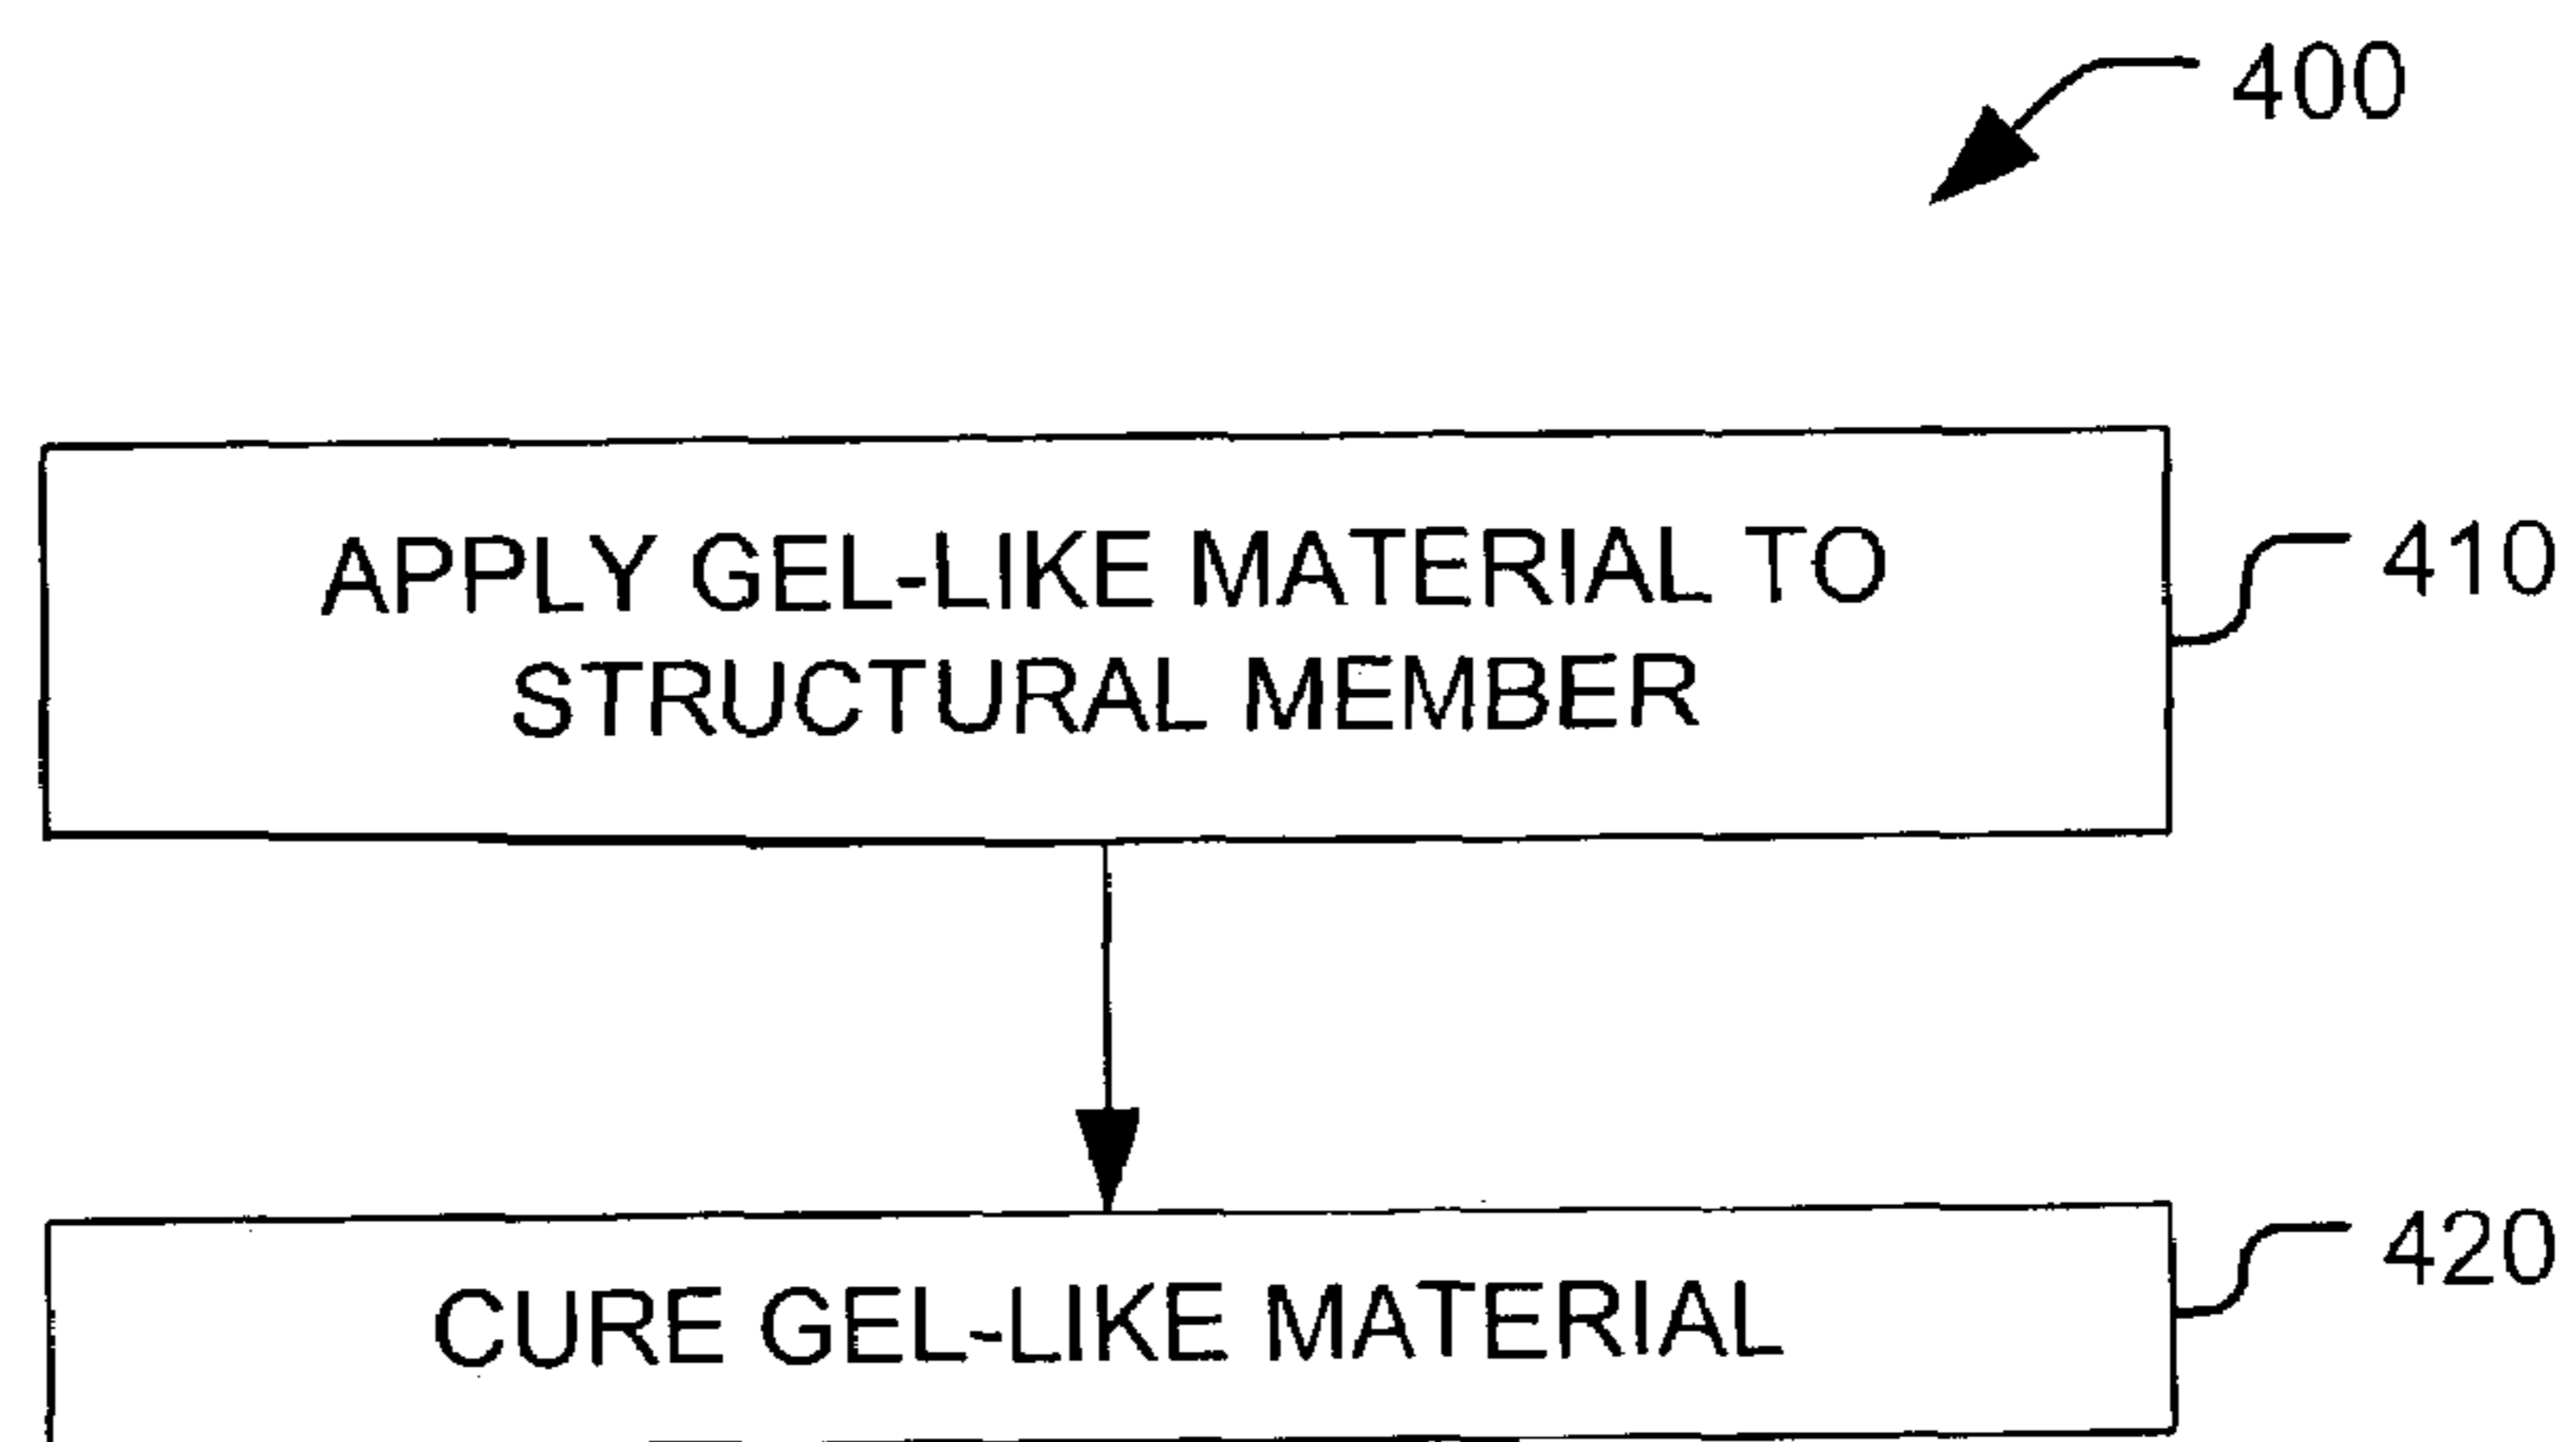 400
APPLY GEL-LIKE MATERIAL TO
STRUCTURAL MEMBER
410
CURE GEL-LIKE MATERIAL
420